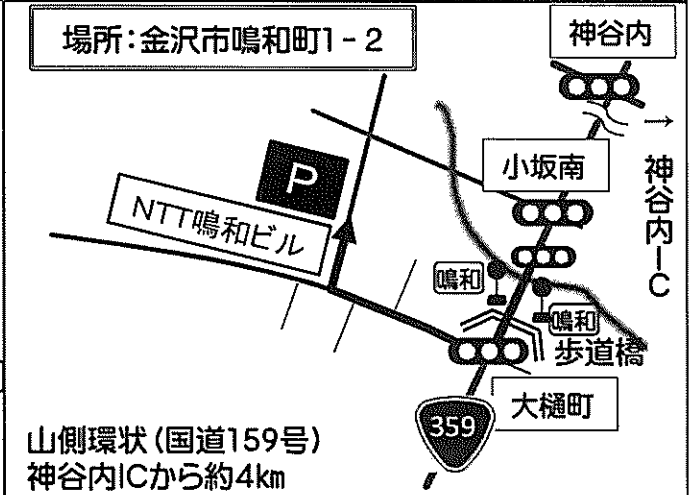 場所:金沢市鳴和町1-2
神谷内
→
神谷内IC
小坂南
P
NTT鳴和ビル
鳴和
鳴和
歩道橋
大樋町
359
山側環状(国道159号)
神谷内ICから約4km